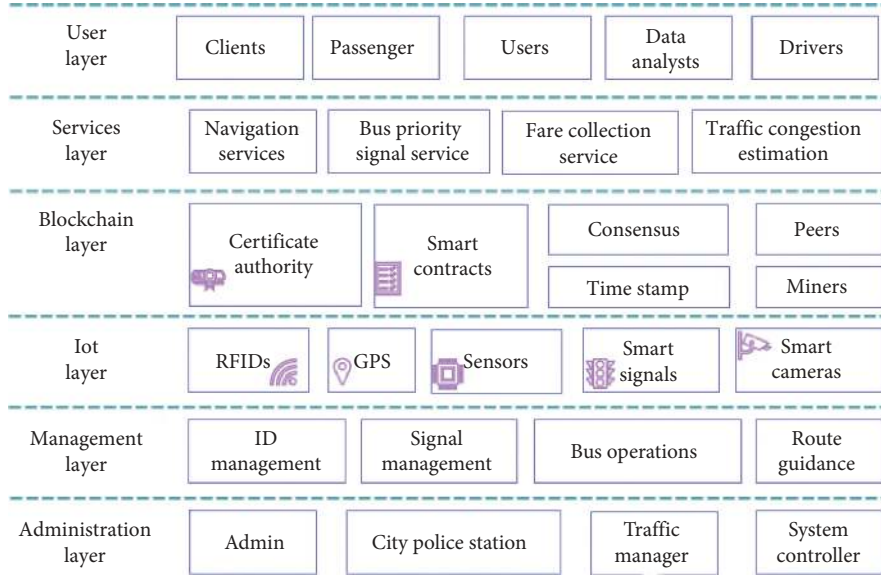 User
layer
Clients
Passenger
Users
Data
analysts
Drivers
Services
layer
Navigation
services
Bus priority
signal service
Fare collection
service
Traffic congestion
estimation
Blockchain
layer
Certificate
authority
Smart
contracts
Consensus
Peers
Time stamp
Miners
Iot
layer
RFIDs
GPS
Sensors
Smart
signals
Smart
cameras
Management
layer
ID
management
Signal
management
Bus operations
Route
guidance
Administration
layer
Admin
City police station
Traffic
manager
System
controller